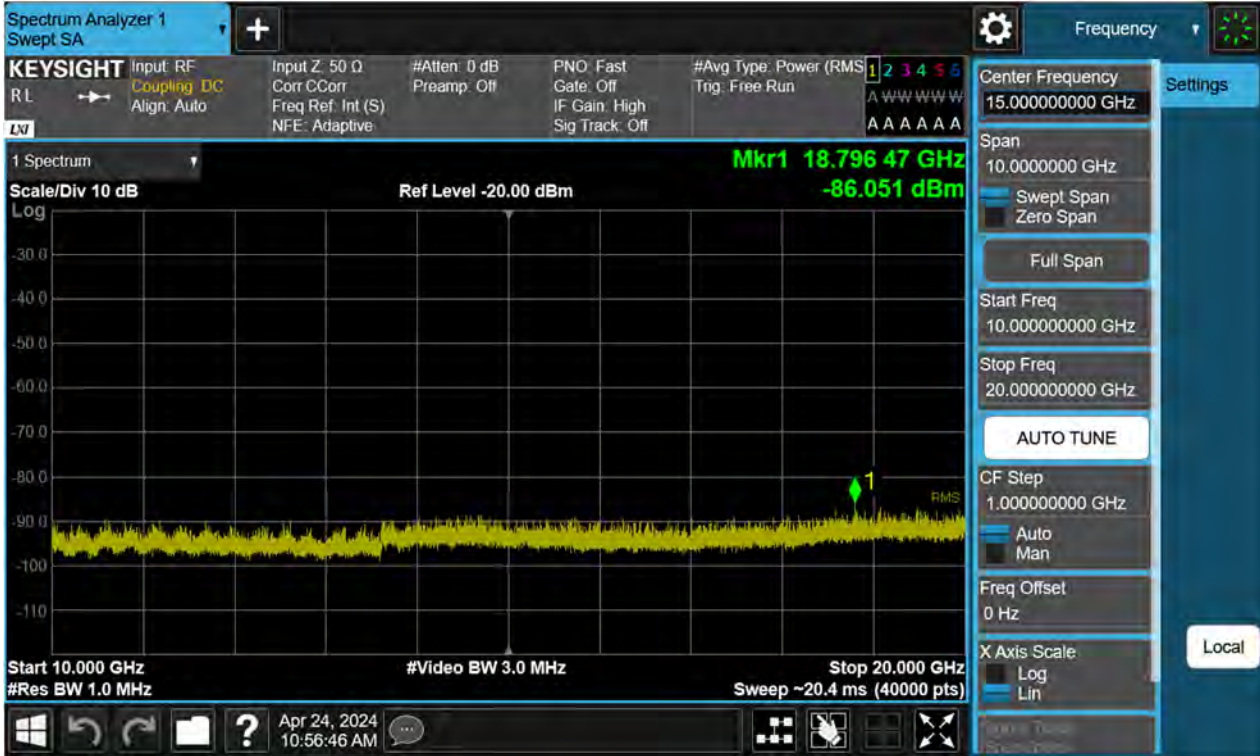 Spectrum Analyzer 1
Swept SA
+
Frequency
KEYSIGHT
RL
LXI
Input: RF
Coupling: DC
Align: Auto
Input Z: 50 Ω
Corr CCorr
Freq Ref: Int (S)
NFE: Adaptive
#Atten: 0 dB
Preamp: Off
PNO: Fast
Gate: Off
IF Gain: High
Sig Track: Off
#Avg Type: Power (RMS
Trig: Free Run
1 2 3 4 5 6
A W W W W W
A A A A A A
1 Spectrum
Scale/Div 10 dB
Ref Level -20.00 dBm
Mkr1 18.796 47 GHz
-86.051 dBm
Log
-30.0
-40.0
-50.0
-60.0
-70.0
-80.0
-90.0
-100
-110
1
RMS
Start 10.000 GHz
#Video BW 3.0 MHz
Stop 20.000 GHz
#Res BW 1.0 MHz
Sweep ~20.4 ms (40000 pts)
Center Frequency
15.000000000 GHz
Settings
Span
10.0000000 GHz
Swept Span
Zero Span
Full Span
Start Freq
10.000000000 GHz
Stop Freq
20.000000000 GHz
AUTO TUNE
CF Step
1.000000000 GHz
Auto
Man
Freq Offset
0 Hz
X Axis Scale
Log
Lin
Local
?
Apr 24, 2024
10:56:46 AM